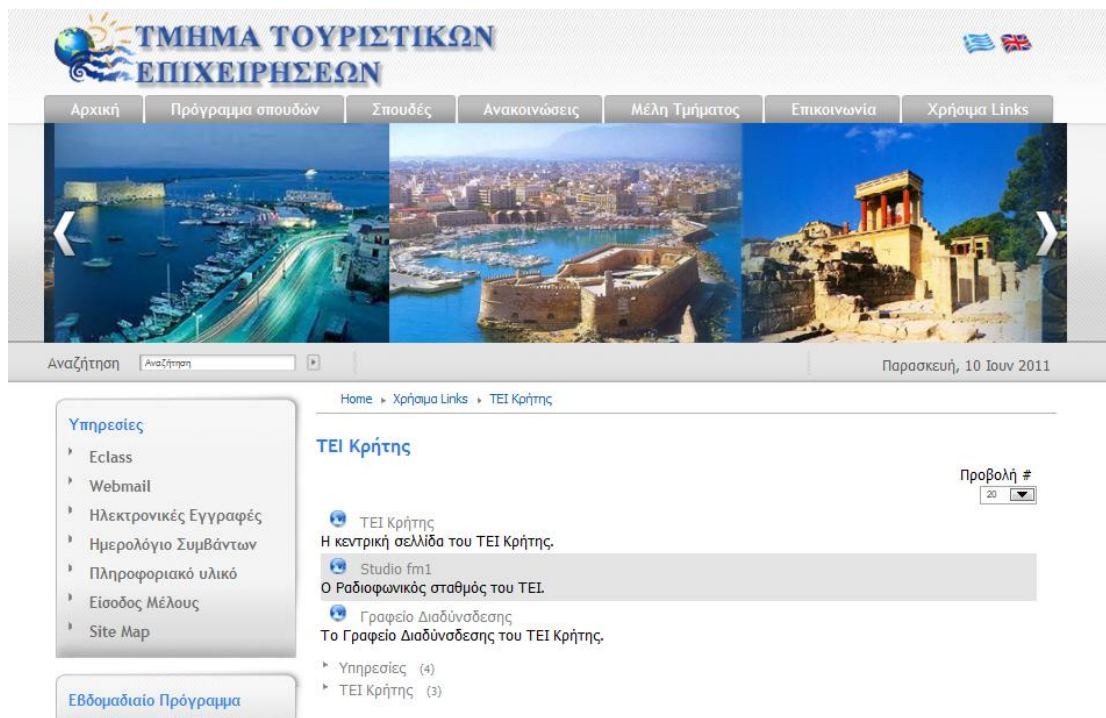 ΤΜΗΜΑ ΤΟΥΡΙΣΤΙΚΩΝ
ΕΠΙΧΕΙΡΗΣΕΩΝ
Αρχική Πρόγραμμα σπουδών Σπουδές Ανακοινώσεις Μέλη Τμήματος Επικοινωνία Χρήσιμα Links
Αναζήτηση Αναζήτηση Παρασκευή, 10 Ιουν 2011
Home Χρήσιμα Links ΤΕΙ Κρήτης
Υπηρεσίες
Eclass
Webmail
Ηλεκτρονικές Εγγραφές
Ημερολόγιο Συμβάντων
Πληροφοριακό υλικό
Είσοδος Μέλους
Site Map
Εβδομαδιαίο Πρόγραμμα
ΤΕΙ Κρήτης
Προβολή #
20
ΤΕΙ Κρήτης
Η κεντρική σελλίδα του ΤΕΙ Κρήτης.
Studio fm1
Ο Ραδιοφωνικός σταθμός του ΤΕΙ.
Γραφείο Διαδύνσδεσης
Το Γραφείο Διαδύνσδεσης του ΤΕΙ Κρήτης.
Υπηρεσίες (4)
ΤΕΙ Κρήτης (3)